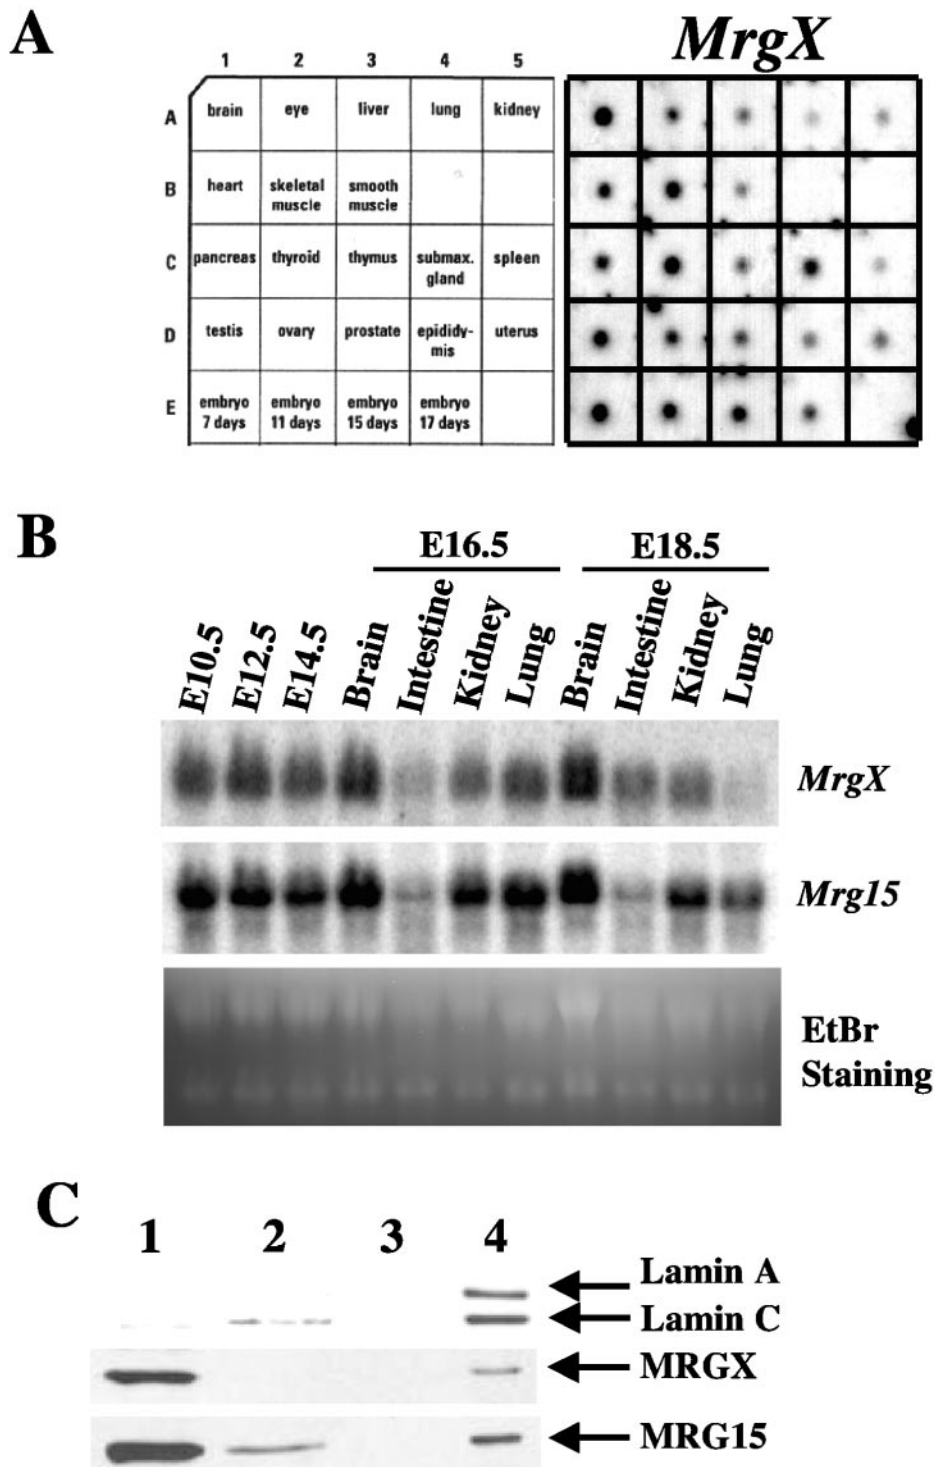 A
MrgX
1 2 3 4 5
A brain eye liver lung kidney
B heart skeletal muscle smooth muscle
C pancreas thyroid thymus submax. gland spleen
D testis ovary prostate epididy-mis uterus
E embryo 7 days embryo 11 days embryo 15 days embryo 17 days
B
E16.5 E18.5
E10.5 E12.5 E14.5 Brain Intestine Kidney Lung Brain Intestine Kidney Lung
MrgX
Mrg15
EtBr
Staining
C
1 2 3 4
Lamin A
Lamin C
MRGX
MRG15